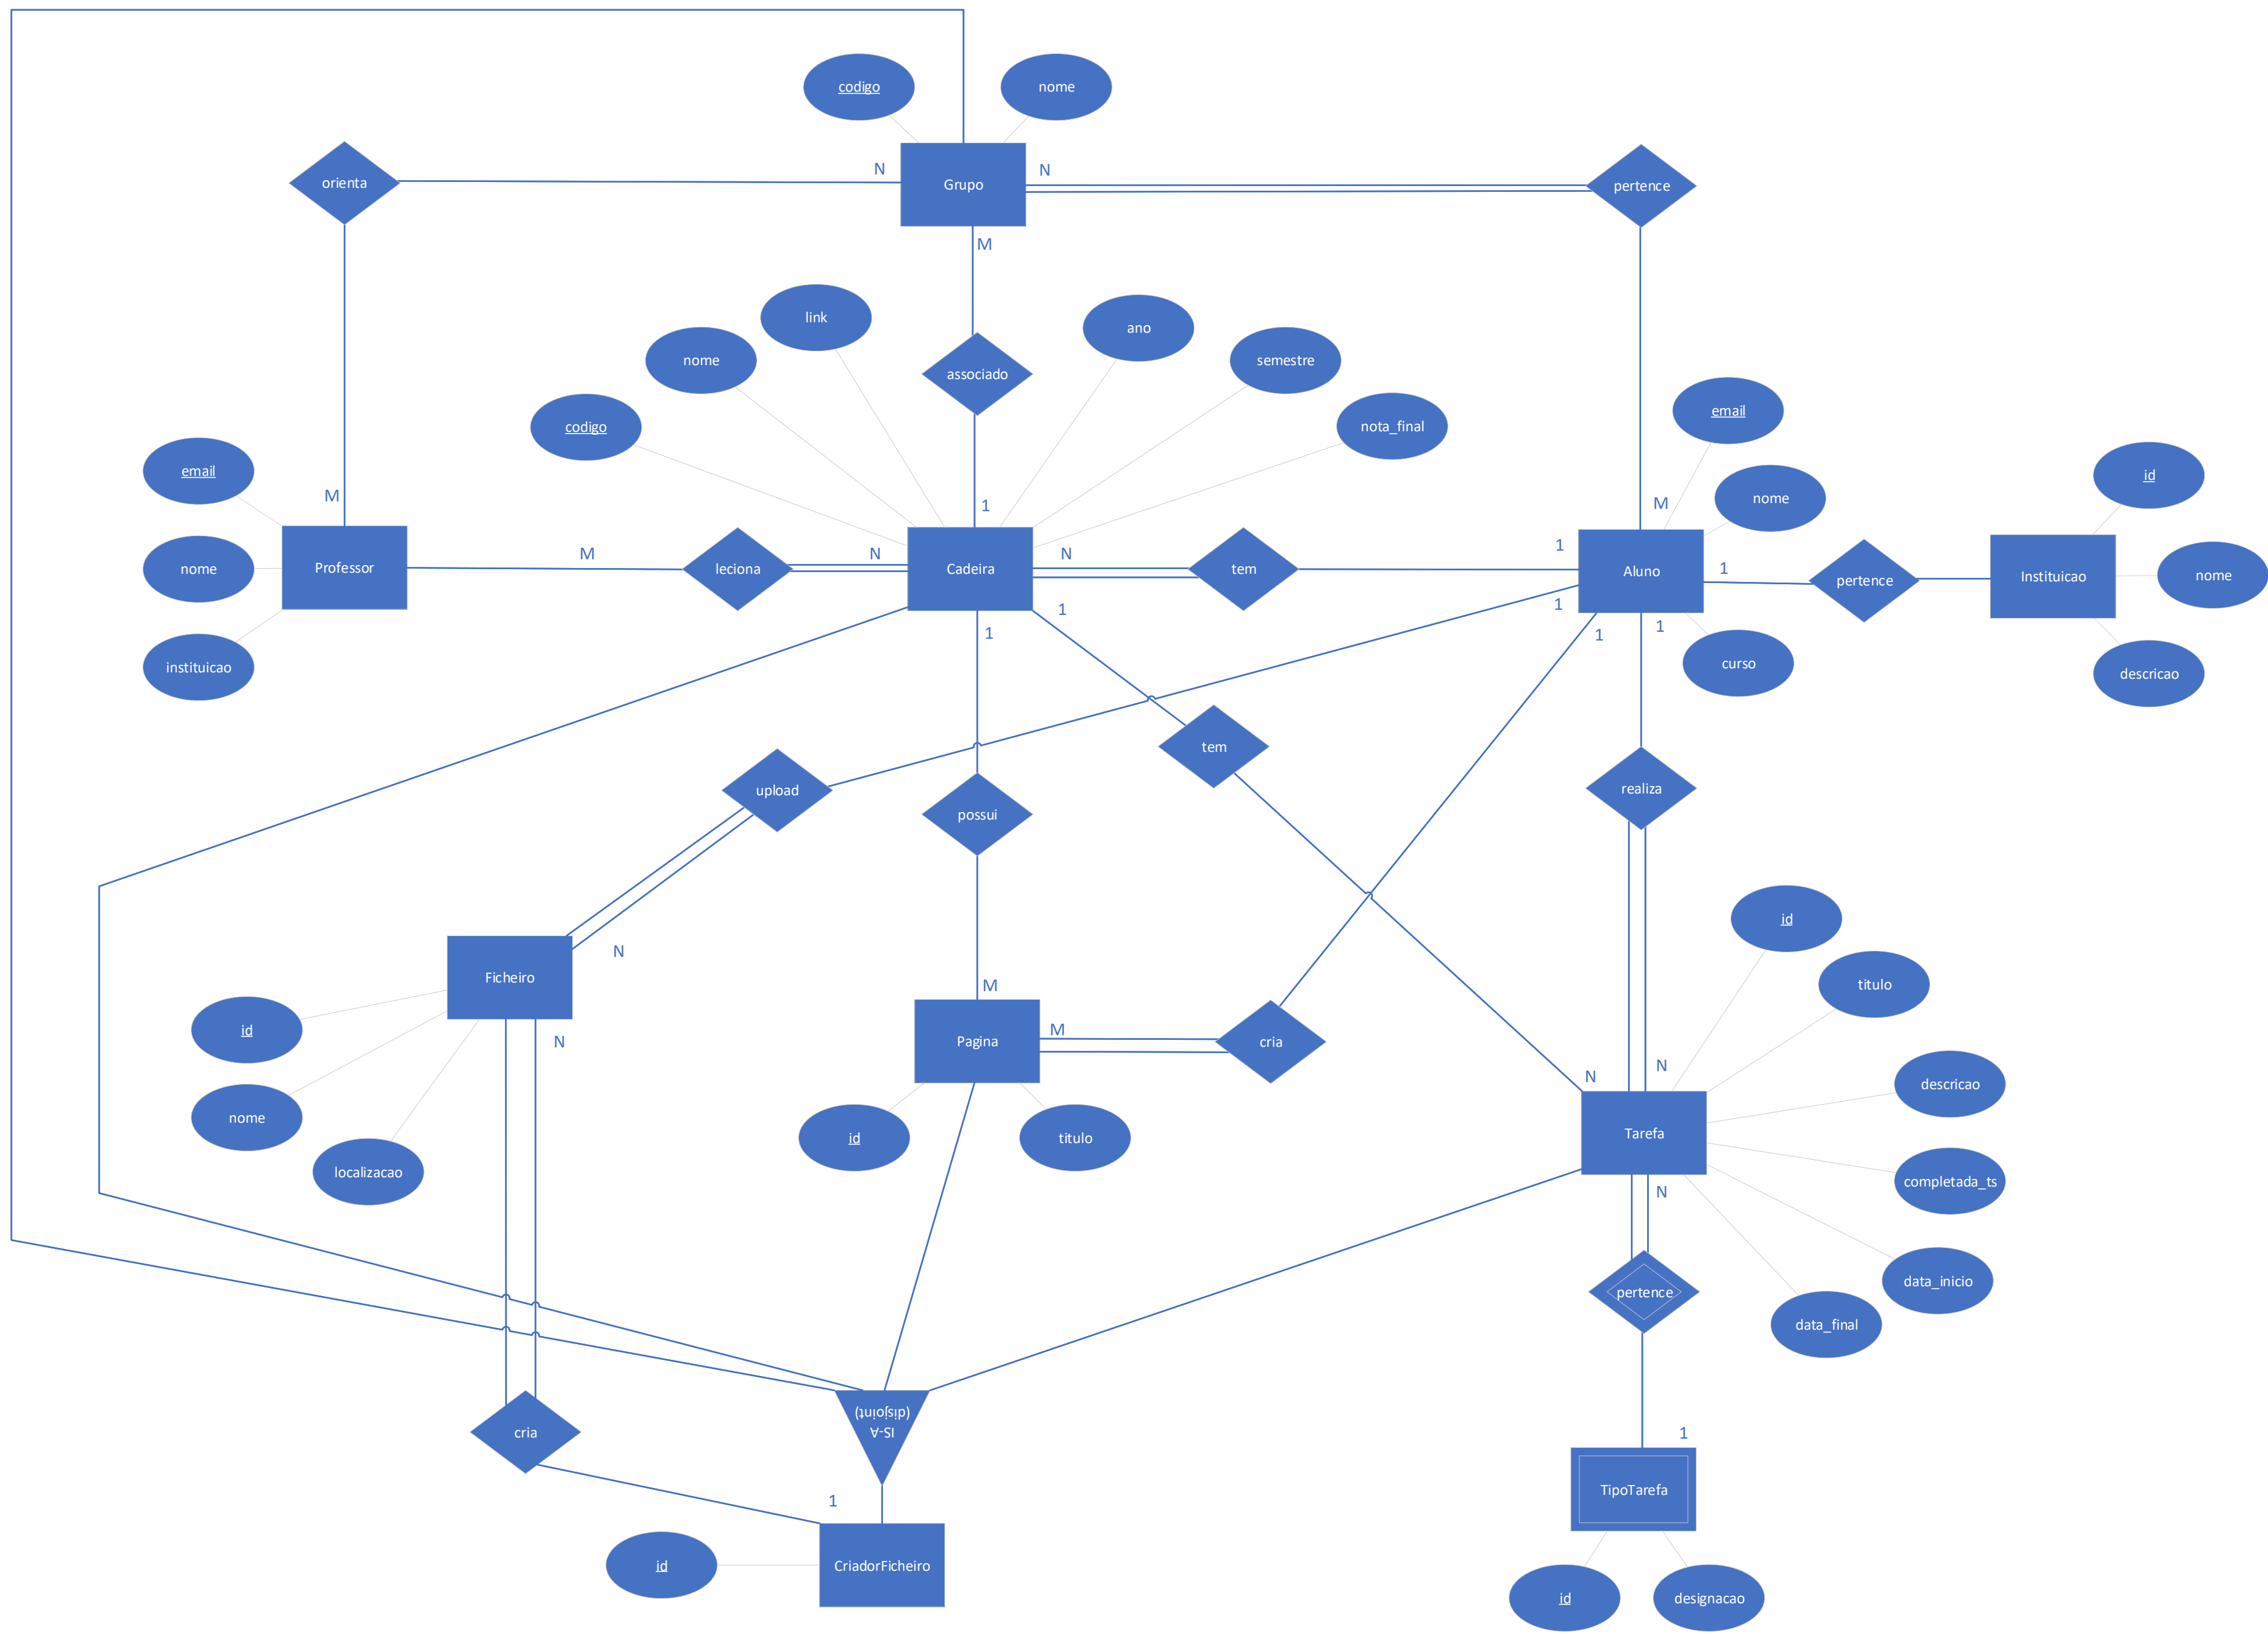 codigo
nome
orienta
N
Grupo
N
pertence
M
link
ano
nome
semestre
associado
email
codigo
nota_final
email
id
nome
M
1
M
Professor
M
leciona
N
Cadeira
N
tem
1
Aluno
1
pertence
Instituicao
nome
nome
instituicao
1
1
1
1
1
curso
descricao
tem
upload
possui
realiza
id
N
Ficheiro
M
titulo
id
N
Pagina
M
cria
N
N
descricao
nome
id
titulo
Tarefa
localizacao
completada_ts
N
data_inicio
pertence
data_final
cria
IS-A
(disjoint)
1
1
TipoTarefa
id
CriadorFicheiro
id
designacao